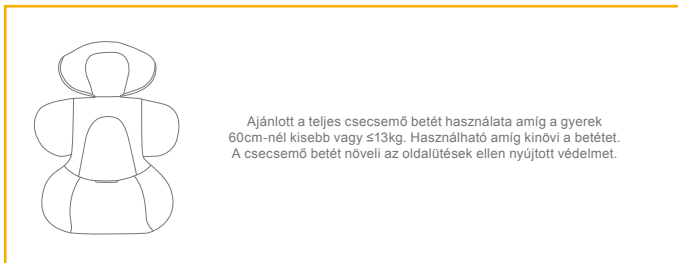 Ajánlott a teljes csecsemő betét használata amíg a gyerek
60cm-nél kisebb vagy ≤13kg. Használható amíg kinövi a betétet.
A csecsemő betét növeli az oldalütések ellen nyújtott védelmet.